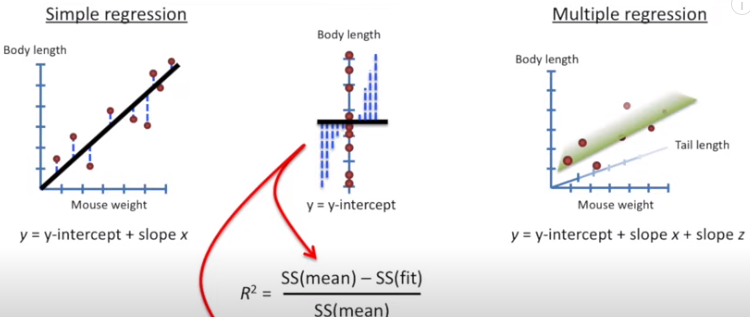 Simple regression
Body length
Mouse weight
y = y-intercept + slope x
Body length
y = y-intercept
R² = SS(mean) – SS(fit)
SS(mean)
Multiple regression
Body length
Tail length
Mouse weight
y = y-intercept + slope x + slope z
i